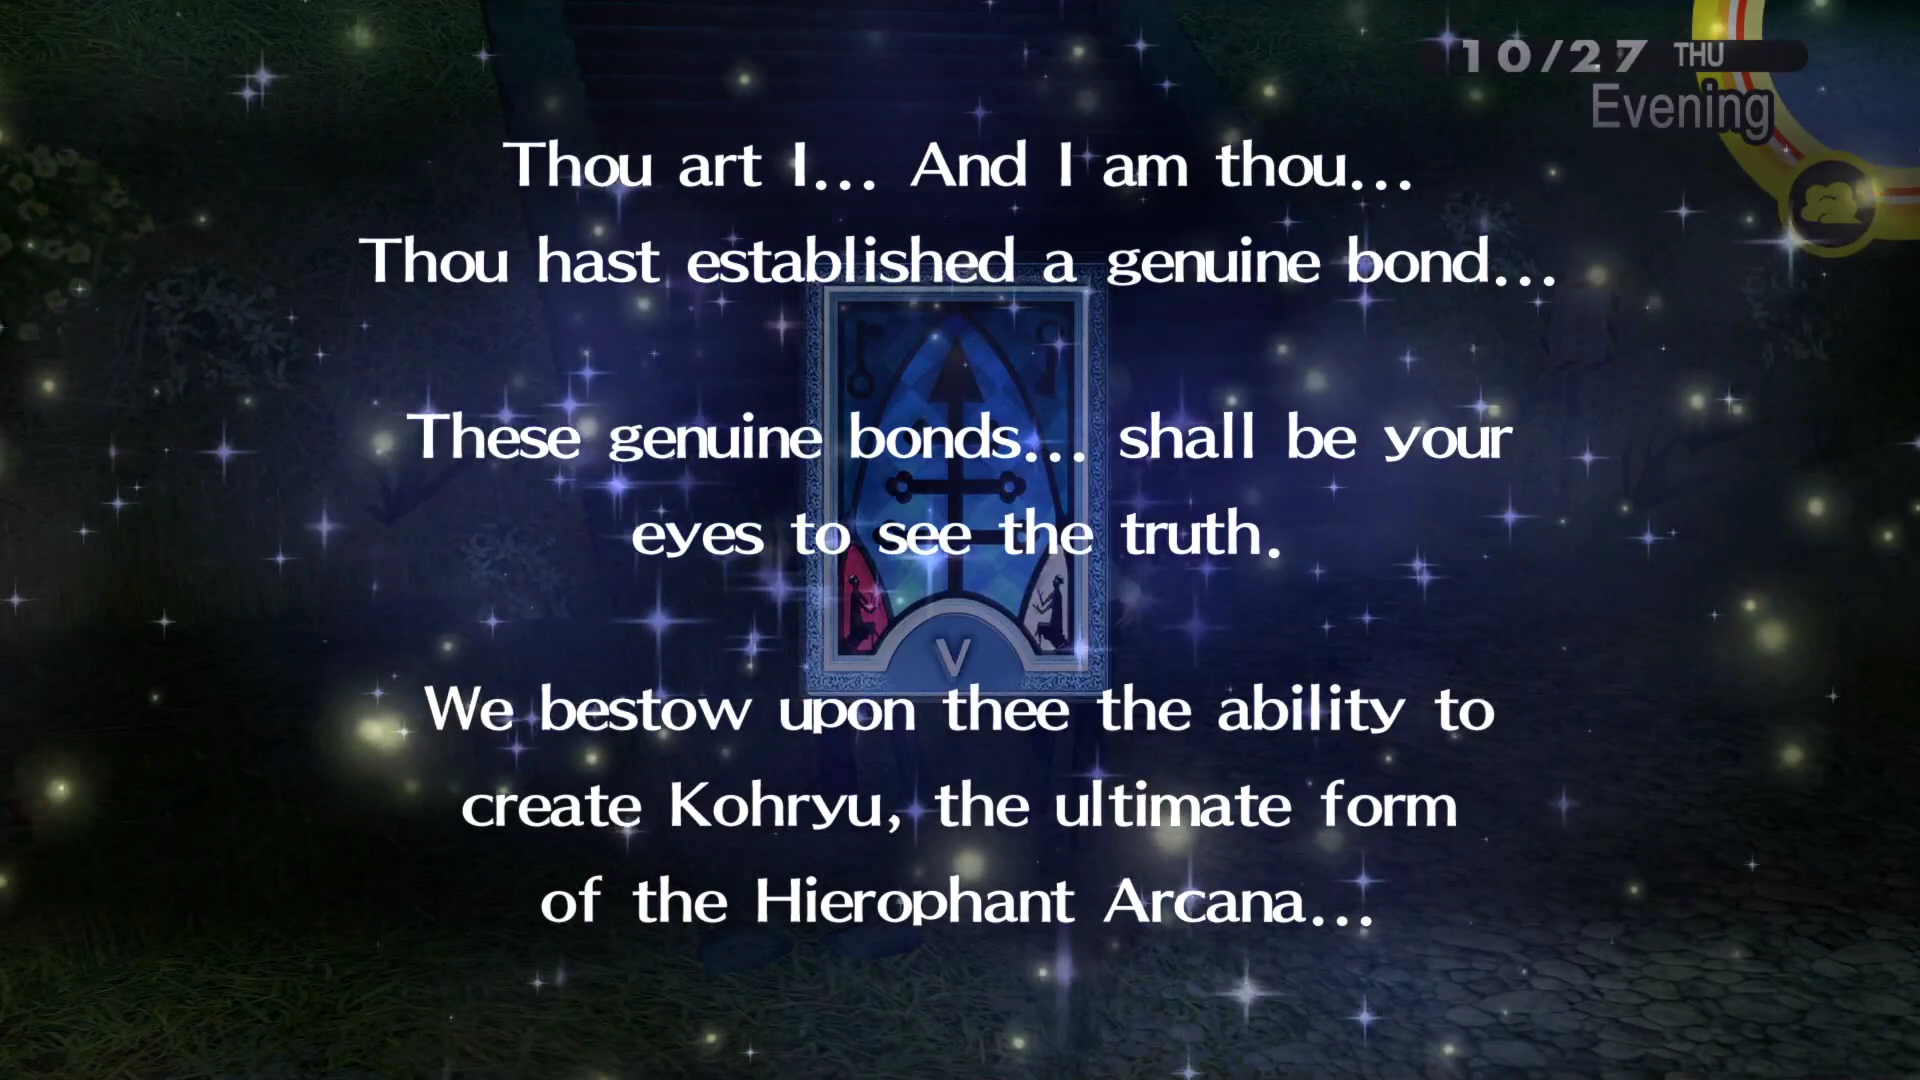 10/27 THU
Evening
Thou art I... And I am thou...
Thou hast established a genuine bond...
These genuine bonds... shall be your
eyes to see the truth.
V
We bestow upon thee the ability to
create Kohryu, the ultimate form
of the Hierophant Arcana...